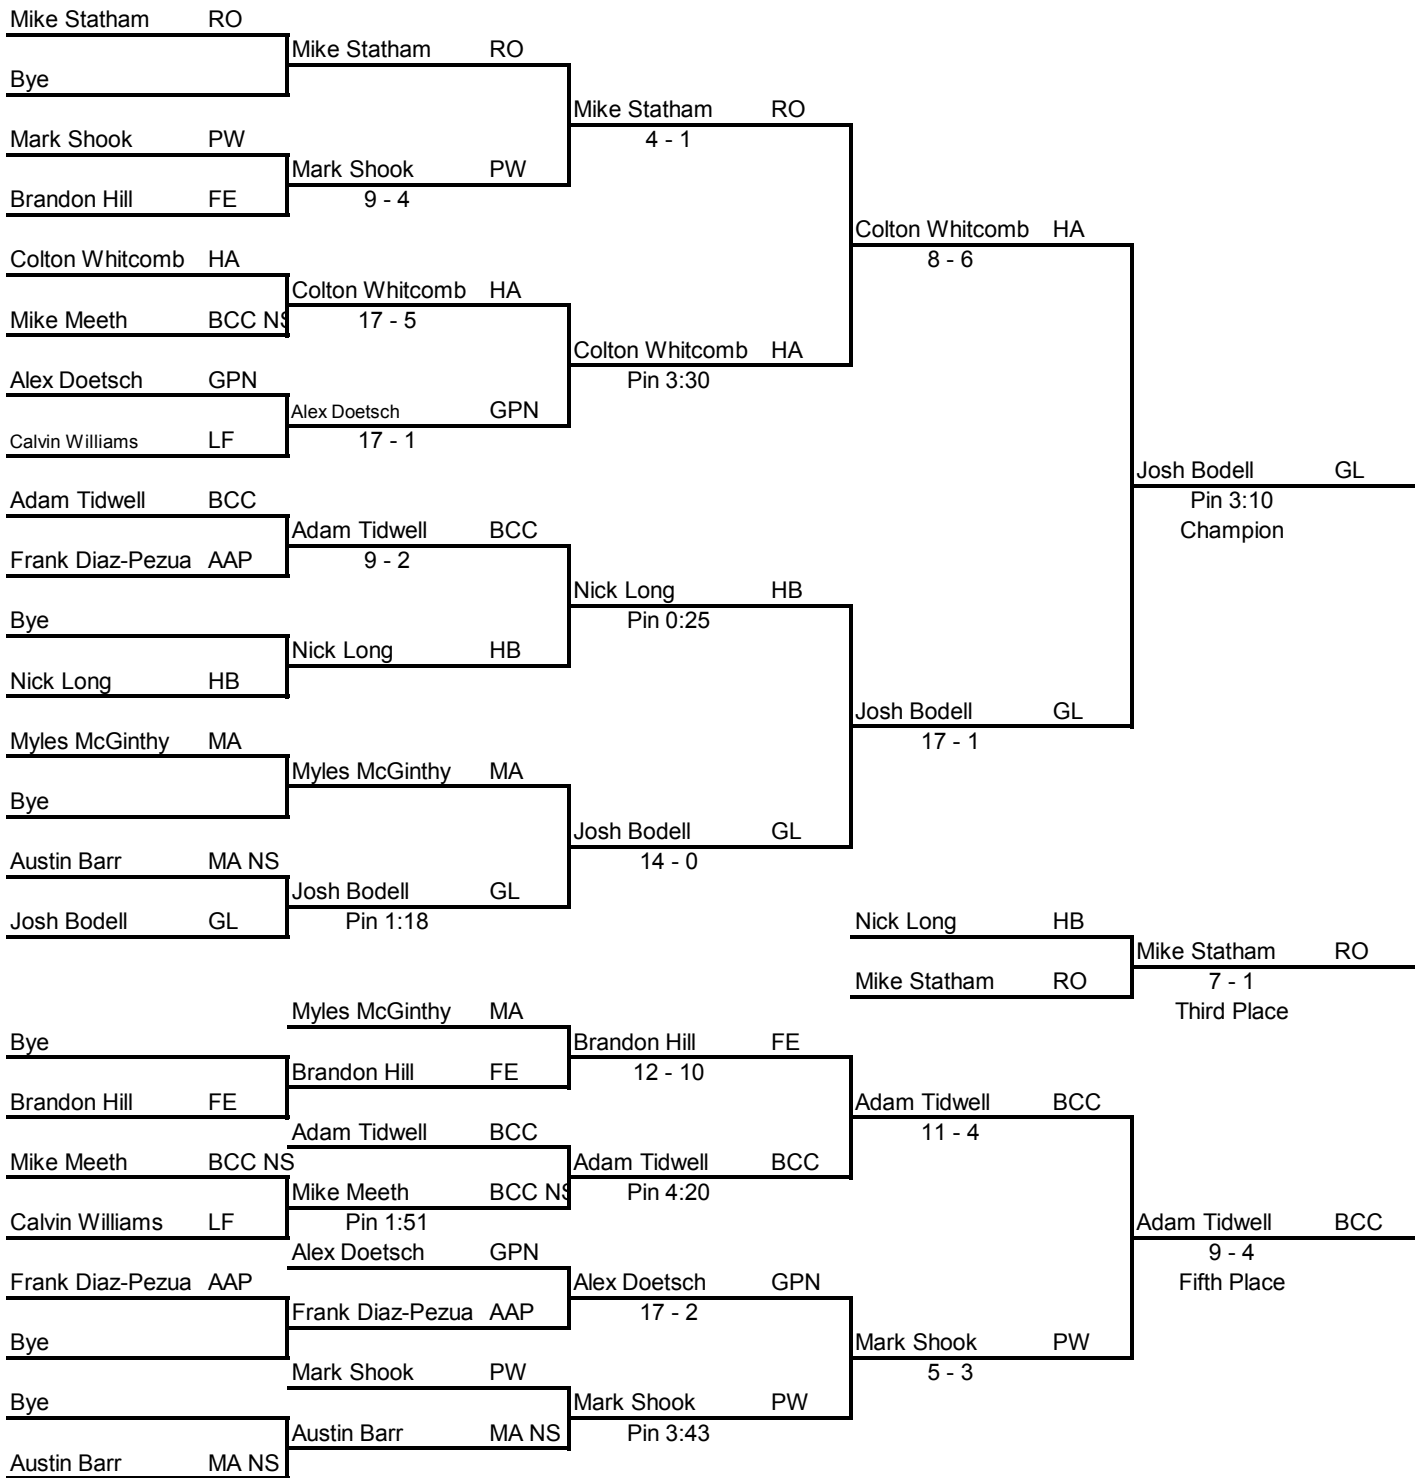 Mike Statham RO
Mike Statham RO
Bye
Mike Statham RO
4 - 1
Mark Shook PW
Mark Shook PW
9 - 4
Brandon Hill FE
Colton Whitcomb HA
8 - 6
Colton Whitcomb HA
Colton Whitcomb HA
17 - 5
Mike Meeth BCC NS
Colton Whitcomb HA
Pin 3:30
Alex Doetsch GPN
Alex Doetsch GPN
17 - 1
Calvin Williams LF
Josh Bodell GL
Pin 3:10
Champion
Adam Tidwell BCC
Adam Tidwell BCC
9 - 2
Frank Diaz-Pezua AAP
Nick Long HB
Pin 0:25
Bye
Nick Long HB
Nick Long HB
Josh Bodell GL
17 - 1
Myles McGinthy MA
Myles McGinthy MA
Bye
Josh Bodell GL
14 - 0
Austin Barr MA NS
Josh Bodell GL
Pin 1:18
Josh Bodell GL
Nick Long HB
Mike Statham RO
7 - 1
Third Place
Mike Statham RO
Myles McGinthy MA
Bye
Brandon Hill FE
12 - 10
Brandon Hill FE
Brandon Hill FE
Adam Tidwell BCC
11 - 4
Adam Tidwell BCC
Mike Meeth BCC NS
Adam Tidwell BCC
Pin 4:20
Mike Meeth BCC NS
Pin 1:51
Calvin Williams LF
Adam Tidwell BCC
9 - 4
Fifth Place
Alex Doetsch GPN
Frank Diaz-Pezua AAP
Alex Doetsch GPN
17 - 2
Frank Diaz-Pezua AAP
Bye
Mark Shook PW
5 - 3
Mark Shook PW
Bye
Mark Shook PW
Pin 3:43
Austin Barr MA NS
Austin Barr MA NS